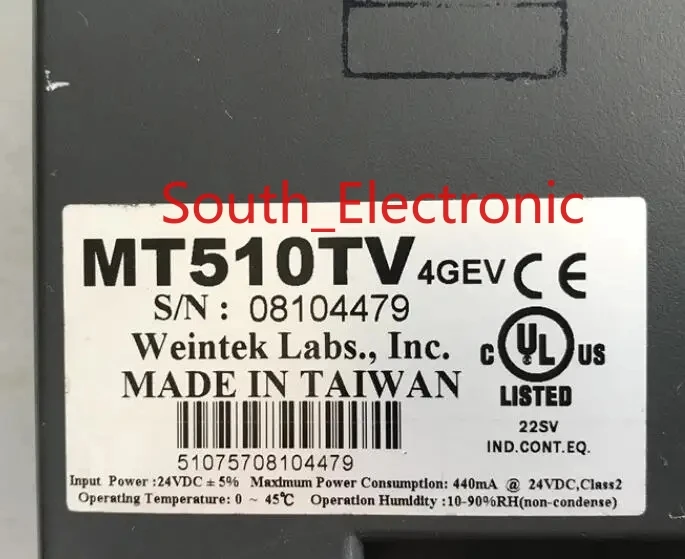 South_Electronic
MT510TV 4GEV CE
S/N : 08104479
Weintek Labs., Inc.
MADE IN TAIWAN
C UL US
LISTED
22SV
IND.CONT.EQ.
51075708104479
Input Power :24VDC ± 5% Maximum Power Consumption: 440mA @ 24VDC,Class2
Operating Temperature: 0 ~ 45℃ Operation Humidity :10-90%RH(non-condense)